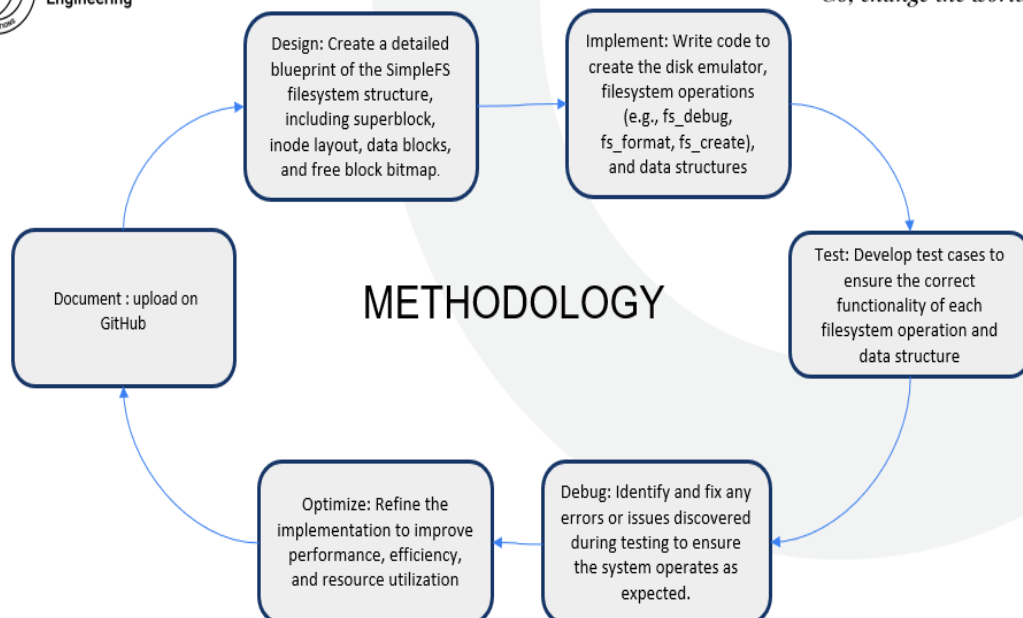 Engineering
Go, change the world
Design: Create a detailed
blueprint of the SimpleFS
filesystem structure,
including superblock,
inode layout, data blocks,
and free block bitmap.
Implement: Write code to
create the disk emulator,
filesystem operations
(e.g., fs_debug,
fs_format, fs_create),
and data structures
Test: Develop test cases to
ensure the correct
functionality of each
filesystem operation and
data structure
Document : upload on
GitHub
METHODOLOGY
Optimize: Refine the
implementation to improve
performance, efficiency,
and resource utilization
Debug: Identify and fix any
errors or issues discovered
during testing to ensure
the system operates as
expected.